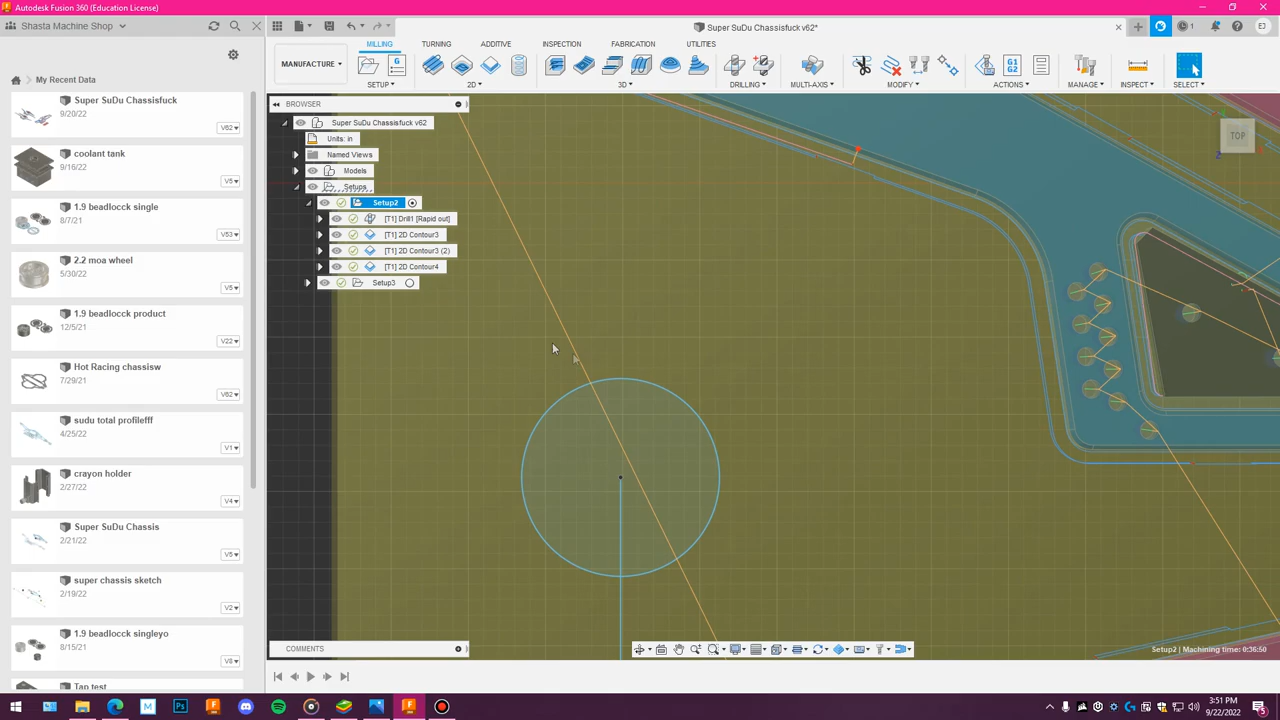 Autodesk Fusion 360 (Education License)
Shasta Machine Shop
Super SuDu Chassisfuck v62*
1
EJ
MILLING
TURNING
ADDITIVE
INSPECTION
FABRICATION
UTILITIES
MANUFACTURE
G
G1
G2
SETUP
2D
3D
DRILLING
MULTI-AXIS
MODIFY
ACTIONS
MANAGE
INSPECT
SELECT
My Recent Data
Super SuDu Chassisfuck
9/20/22
V62
coolant tank
9/16/22
V5
1.9 beadlocck single
8/7/21
V53
2.2 moa wheel
5/30/22
V5
1.9 beadlocck product
12/5/21
V22
Hot Racing chassisw
7/29/21
V62
sudu total profilefff
4/25/22
V1
crayon holder
2/27/22
V4
Super SuDu Chassis
2/21/22
V5
super chassis sketch
2/19/22
V2
1.9 beadlocck singleyo
8/15/21
V8
Tap test
BROWSER
Super SuDu Chassisfuck v62
Units: in
Named Views
Models
Setups
Setup2
[T1] Drill1 [Rapid out]
[T1] 2D Contour3
[T1] 2D Contour3 (2)
[T1] 2D Contour4
Setup3
TOP
Z
COMMENTS
Setup2 | Machining time: 0:36:50
M
Ps
F
F
3:51 PM
9/22/2022
5